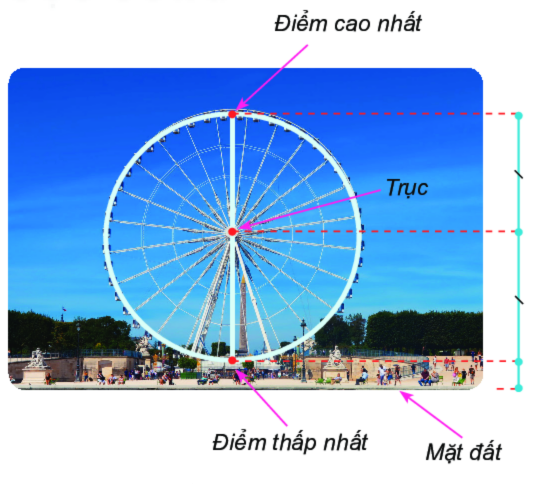 Điểm cao nhất
Trục
Điểm thấp nhất
Mặt đất